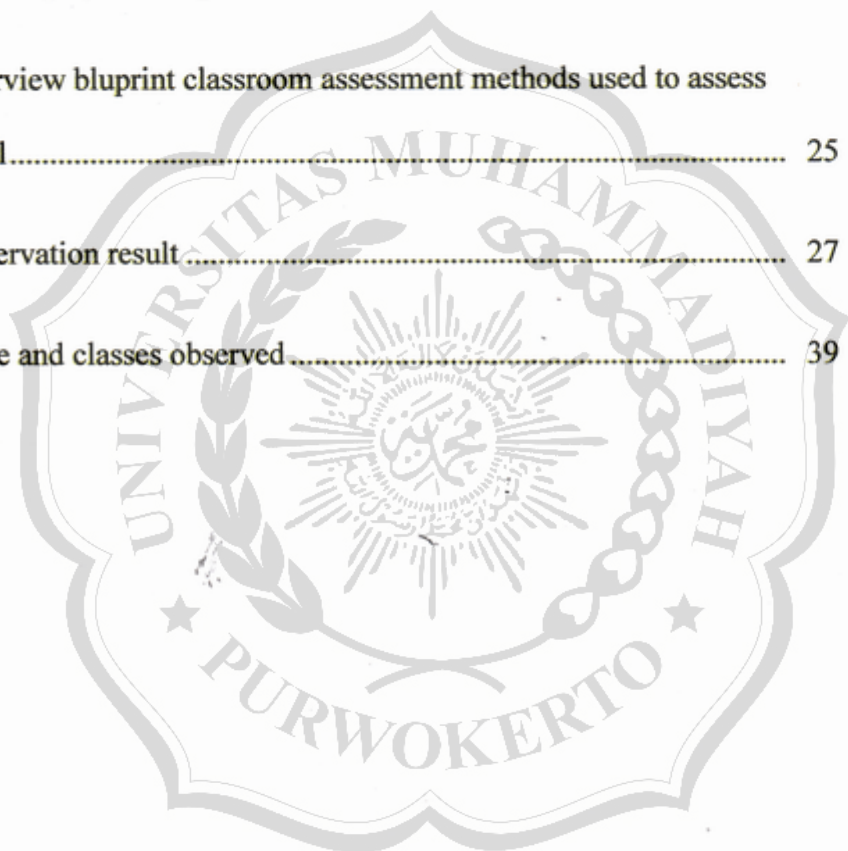 rview bluprint classroom assessment methods used to assess
l.................................................................................................... 25
ervation result .......................................................................... 27
e and classes observed ............................................................ 39
UNIVERSITAS MUHAMMADIYAH
PURWOKERTO